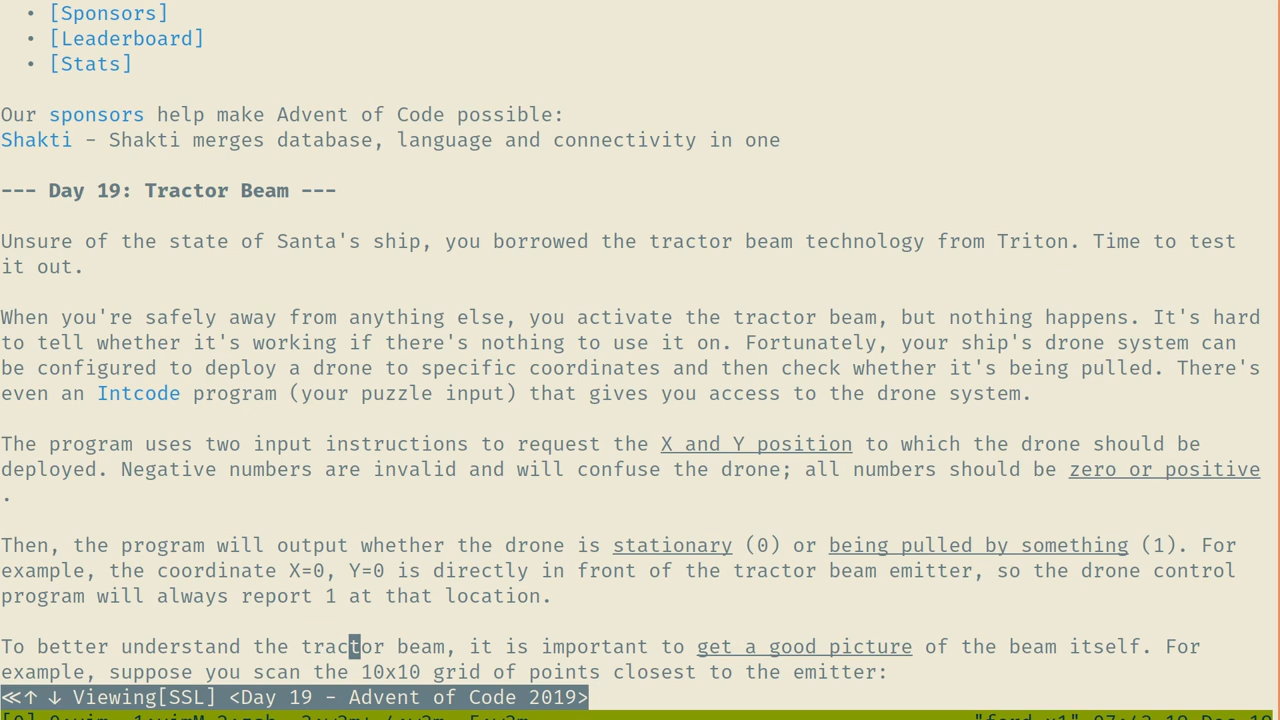 • [Sponsors]
• [Leaderboard]
• [Stats]
Our sponsors help make Advent of Code possible:
Shakti - Shakti merges database, language and connectivity in one
--- Day 19: Tractor Beam ---
Unsure of the state of Santa's ship, you borrowed the tractor beam technology from Triton. Time to test
it out.
When you're safely away from anything else, you activate the tractor beam, but nothing happens. It's hard
to tell whether it's working if there's nothing to use it on. Fortunately, your ship's drone system can
be configured to deploy a drone to specific coordinates and then check whether it's being pulled. There's
even an Intcode program (your puzzle input) that gives you access to the drone system.
The program uses two input instructions to request the X and Y position to which the drone should be
deployed. Negative numbers are invalid and will confuse the drone; all numbers should be zero or positive
.
Then, the program will output whether the drone is stationary (0) or being pulled by something (1). For
example, the coordinate X=0, Y=0 is directly in front of the tractor beam emitter, so the drone control
program will always report 1 at that location.
To better understand the tractor beam, it is important to get a good picture of the beam itself. For
example, suppose you scan the 10x10 grid of points closest to the emitter:
≪↑ ↓ Viewing[SSL] <Day 19 - Advent of Code 2019>